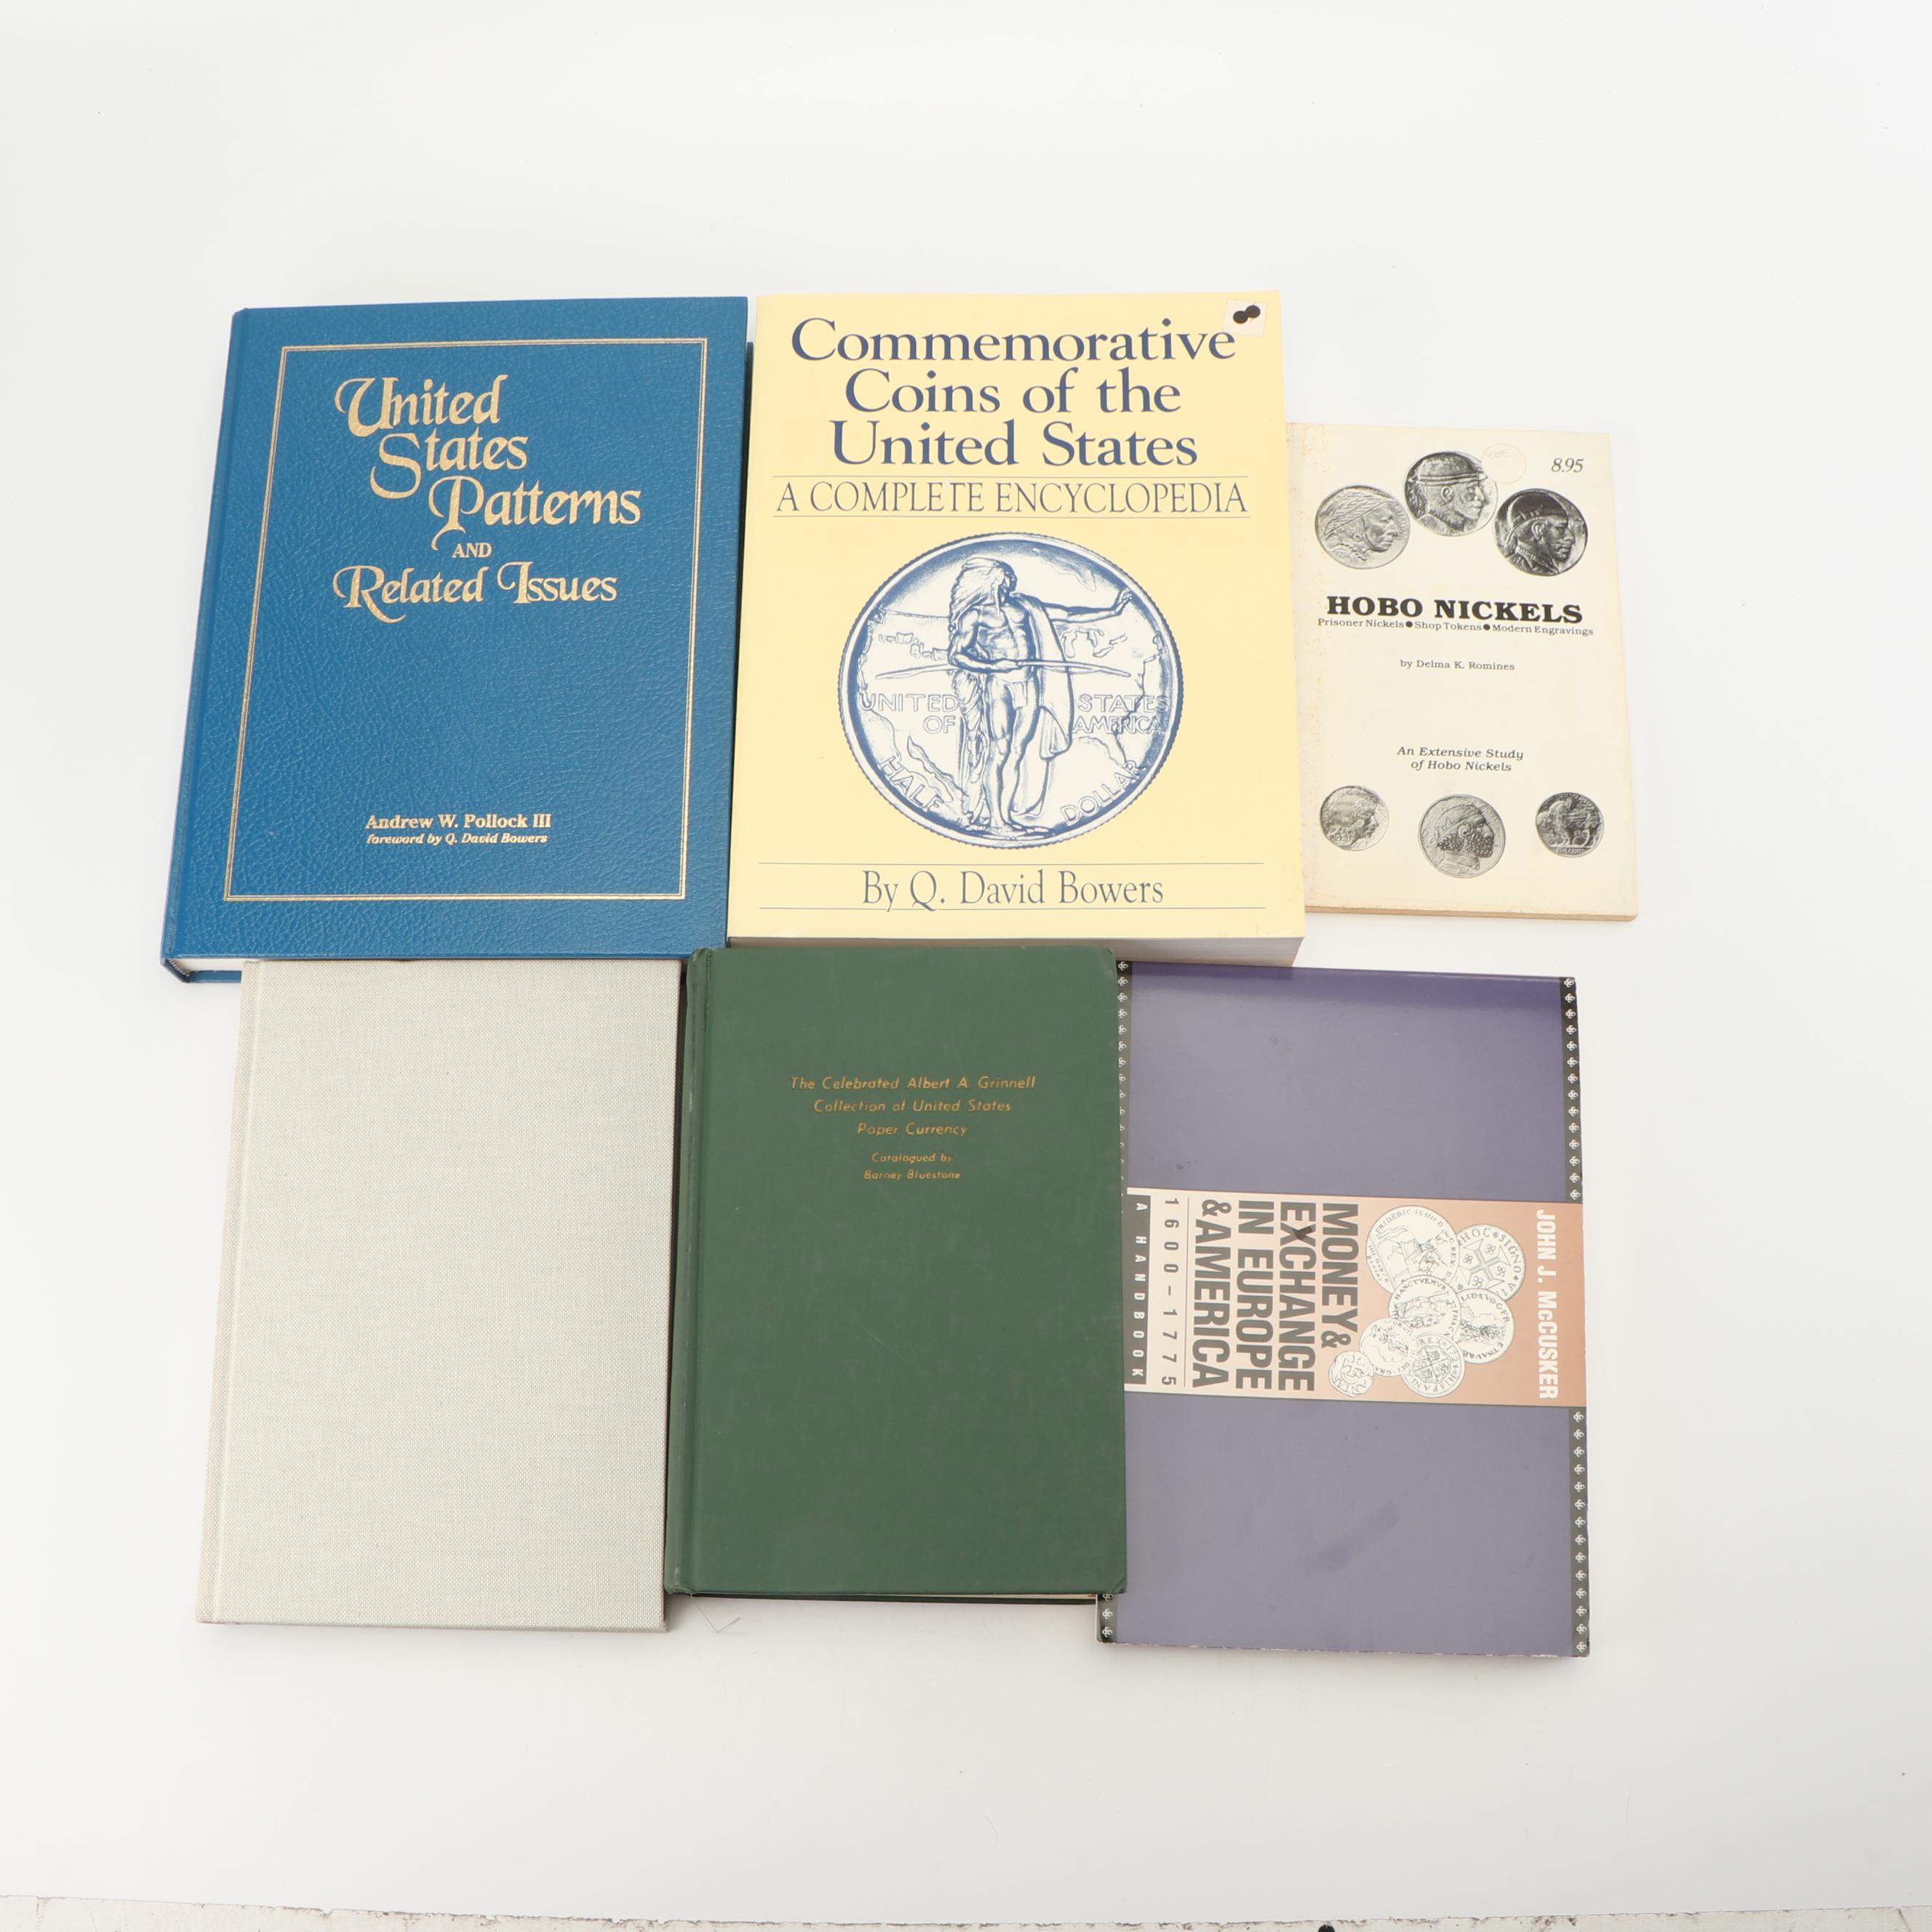 United
States
Patterns
AND
Related Issues
Andrew W. Pollock III
foreword by Q. David Bowers
Commemorative
Coins of the
United States
A COMPLETE ENCYCLOPEDIA
UNITED STATES
OF AMERICA
HALF DOLLAR
By Q. David Bowers
8.95
HOBO NICKELS
Prisoner Nickels●Shop Tokens●Modern Engravings
by Delma K. Romines
An Extensive Study
of Hobo Nickels
The Celebrated Albert A. Grinnell
Collection of United States
Paper Currency
Catalogued by
Barney Bluestone
JOHN J. McCUSKER
MONEY&
EXCHANGE
IN EUROPE
&AMERICA
1600-1775
A HANDBOOK